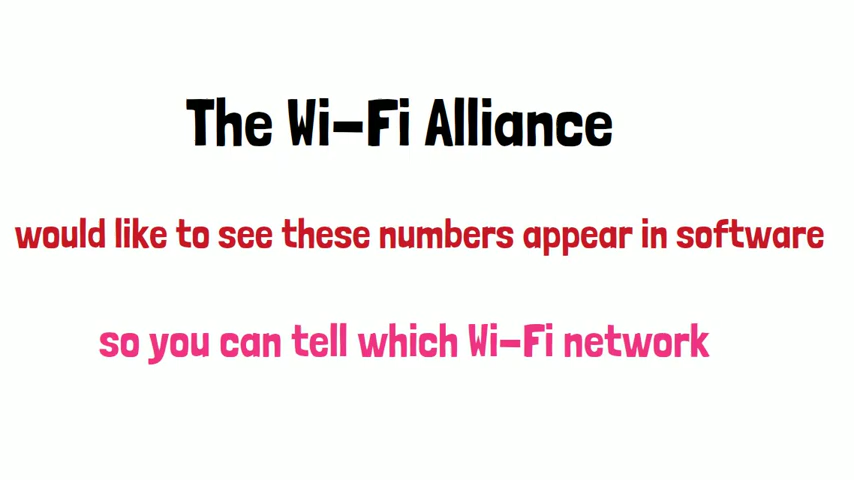 The Wi-Fi Alliance
would like to see these numbers appear in software
so you can tell which Wi-Fi network